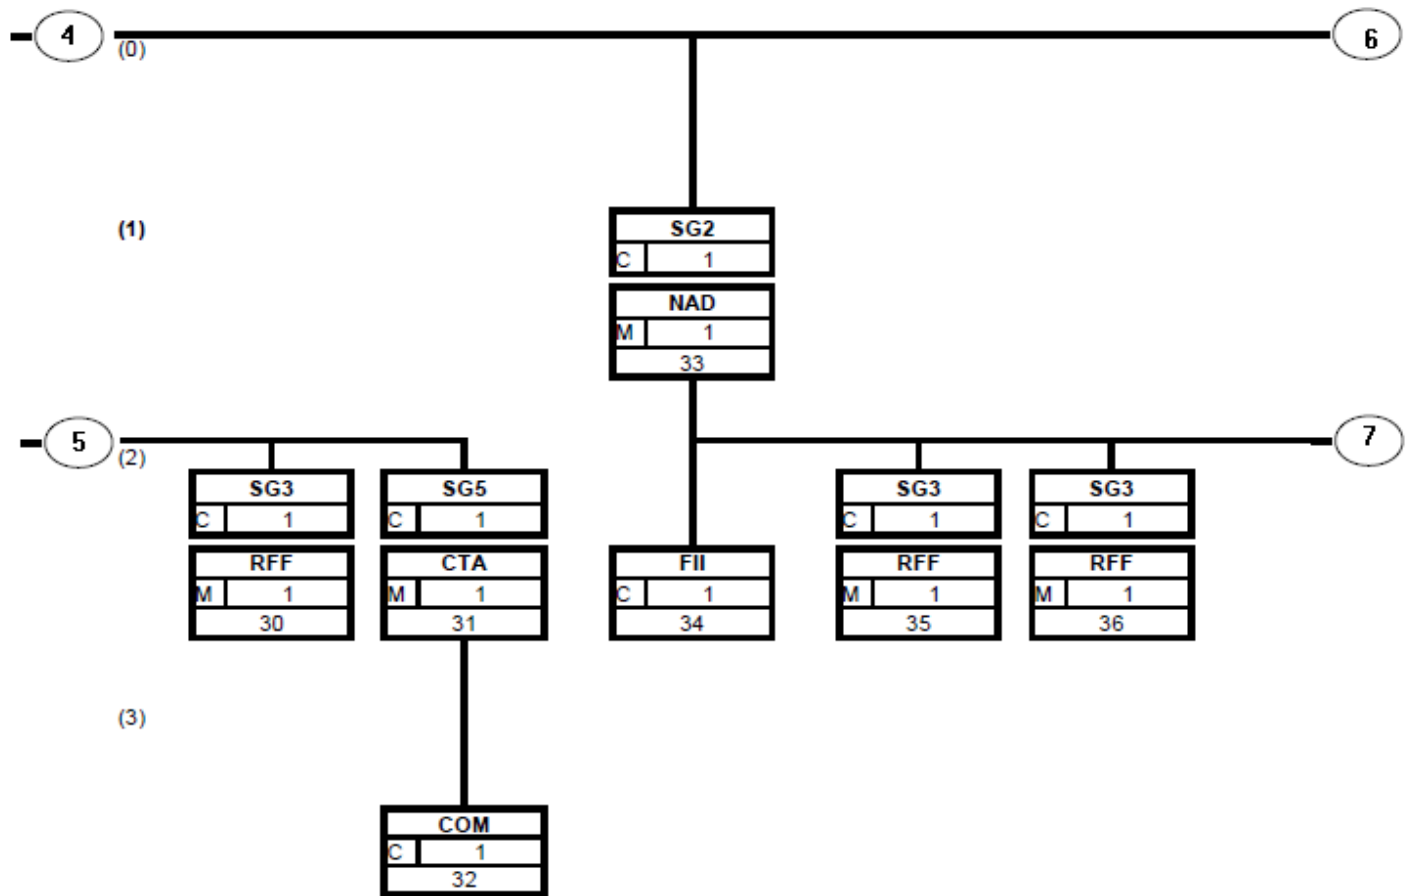 4
(0)
6
(1)
SG2
C 1
NAD
M 1
33
5
(2)
7
SG3 SG5 SG3 SG3
C 1 C 1 C 1 C 1
RFF CTA FII RFF RFF
M 1 M 1 C 1 M 1 M 1
30 31 34 35 36
(3)
COM
C 1
32